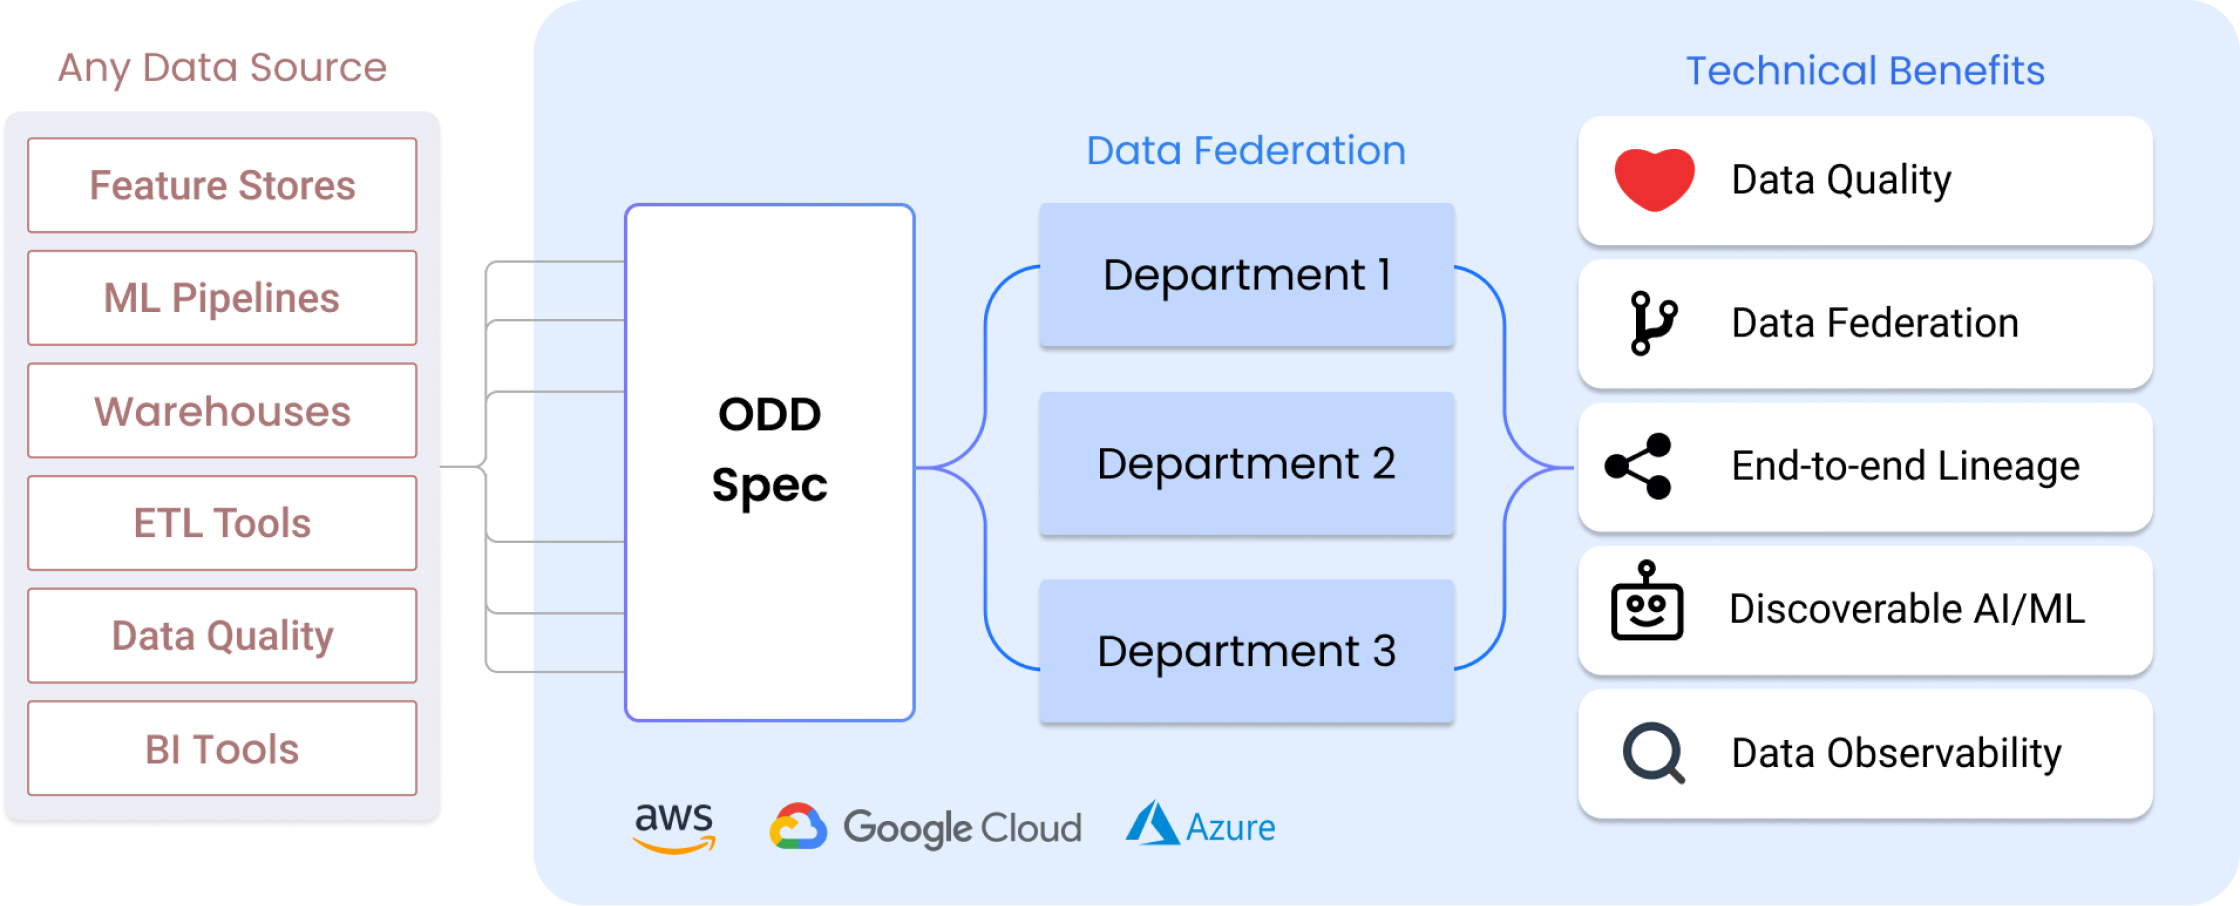 Any Data Source
Feature Stores
ML Pipelines
Warehouses
ETL Tools
Data Quality
BI Tools
ODD
Spec
Data Federation
Department 1
Department 2
Department 3
Technical Benefits
Data Quality
Data Federation
End-to-end Lineage
Discoverable AI/ML
Data Observability
aws
Google Cloud
Azure